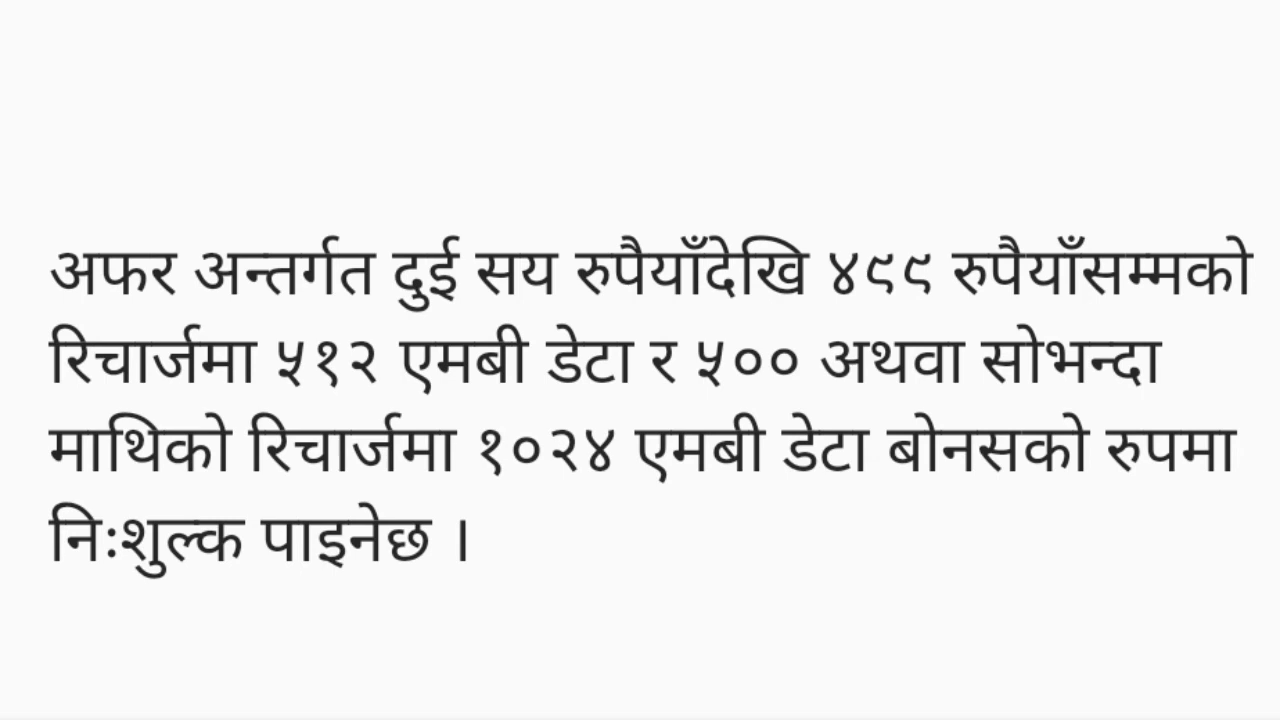 अफर अन्तर्गत दुई सय रुपैयाँदेखि ४९९ रुपैयाँसम्मको
रिचार्जमा ५१२ एमबी डेटा र ५०० अथवा सोभन्दा
माथिको रिचार्जमा १०२४ एमबी डेटा बोनसको रुपमा
निःशुल्क पाइनेछ ।